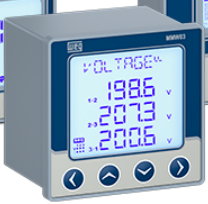 WEG MMW03
VOLTAGE
198.6
1-2 V
207.3
2-3 V
200.6
3-1 V